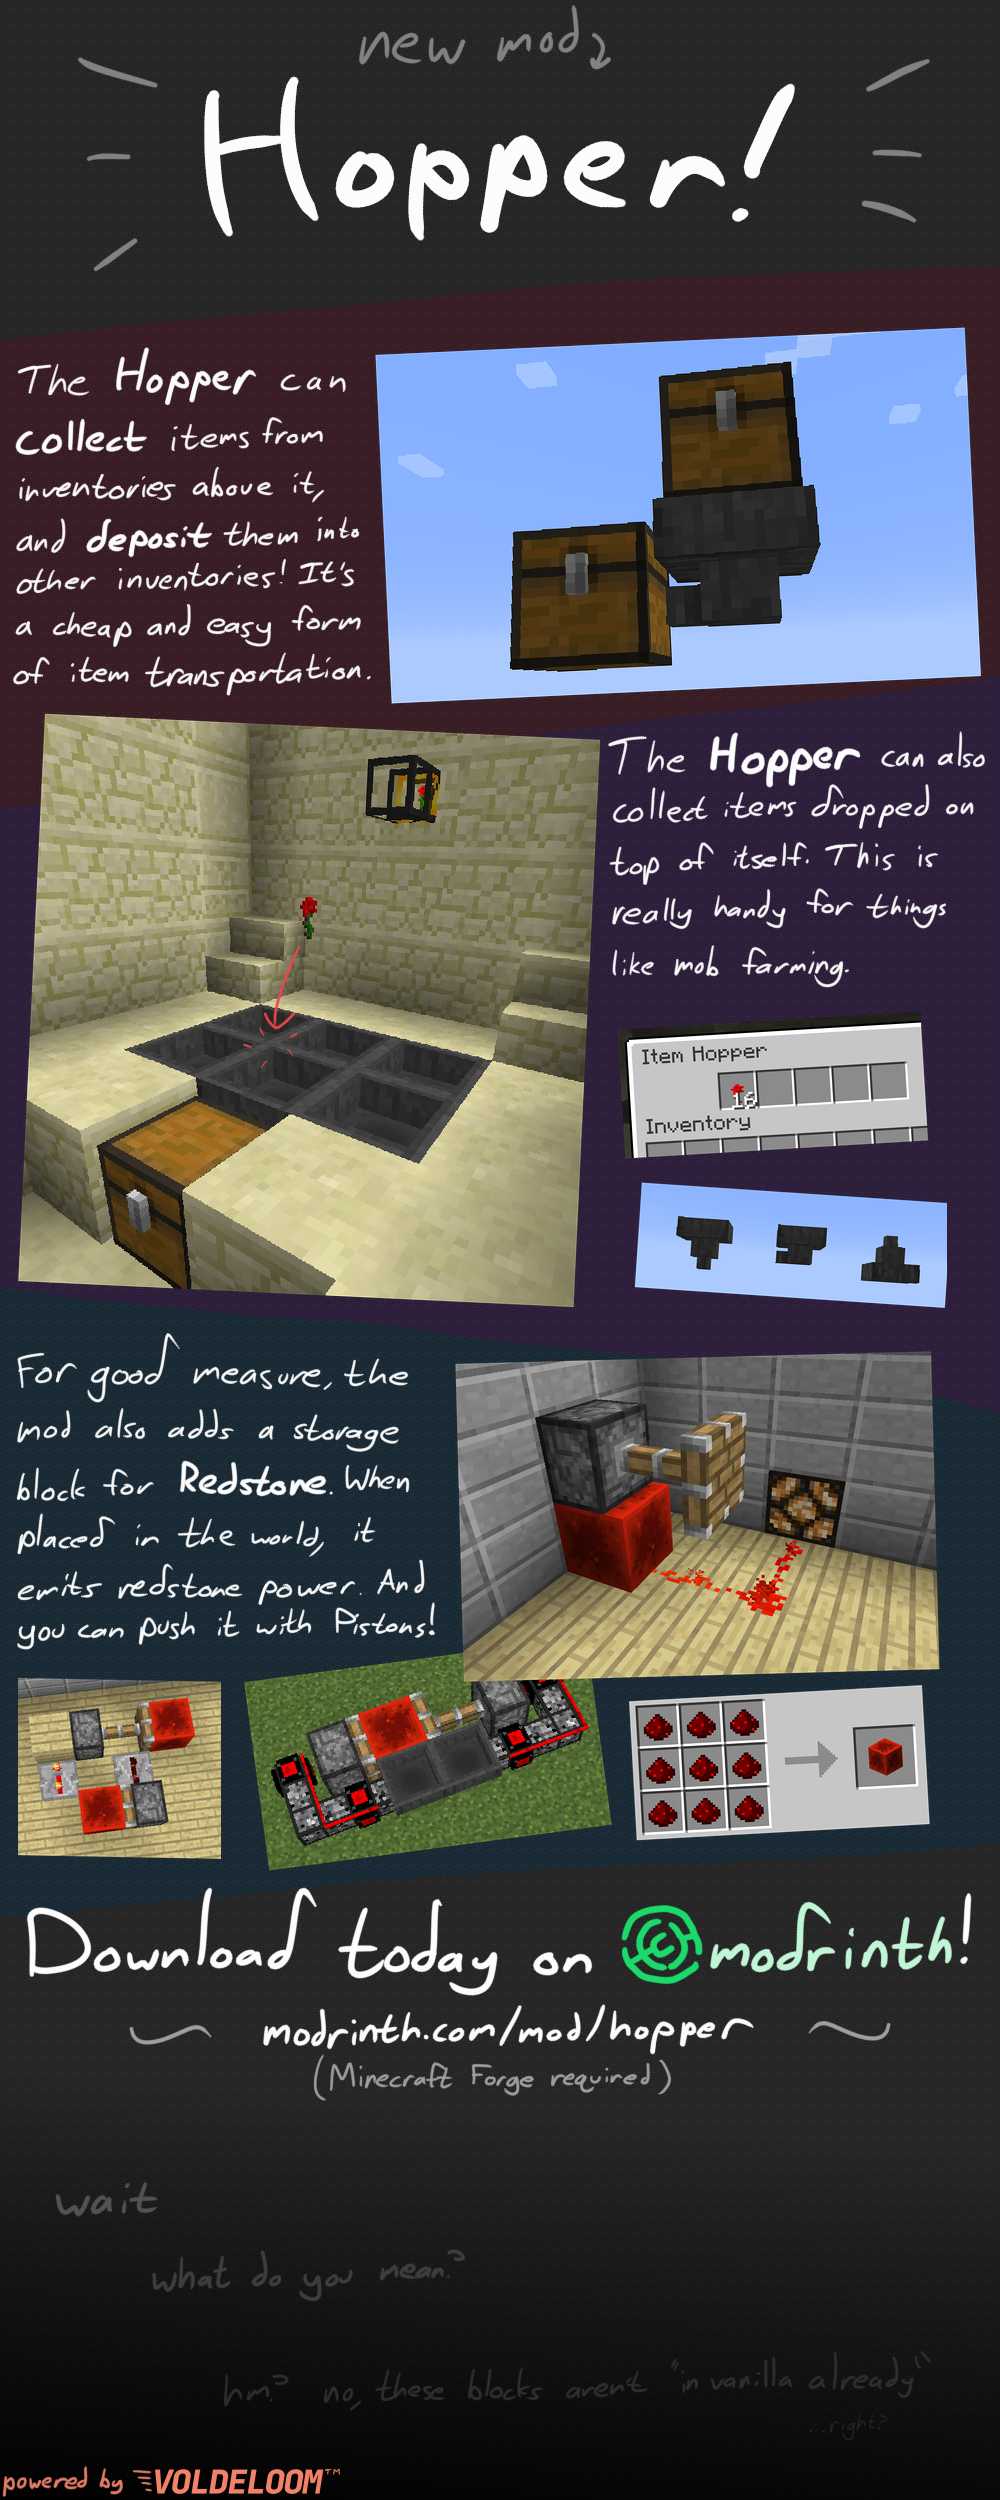 new mod
Hopper!
The Hopper can
collect items from
inventories above it,
and deposit them into
other inventories! It's
a cheap and easy form
of item transportation.
The Hopper can also
collect items dropped on
top of itself. This is
really handy for things
like mob farming.
Item Hopper
16
Inventory
For good measure, the
mod also adds a storage
block for Redstone. When
placed in the world, it
emits redstone power. And
you can push it with Pistons!
Download today on modrinth!
modrinth.com/mod/hopper
(Minecraft Forge required)
wait
what do you mean?
hm? no, these blocks aren't "in vanilla already"
...right?
powered by VOLDELOOM™